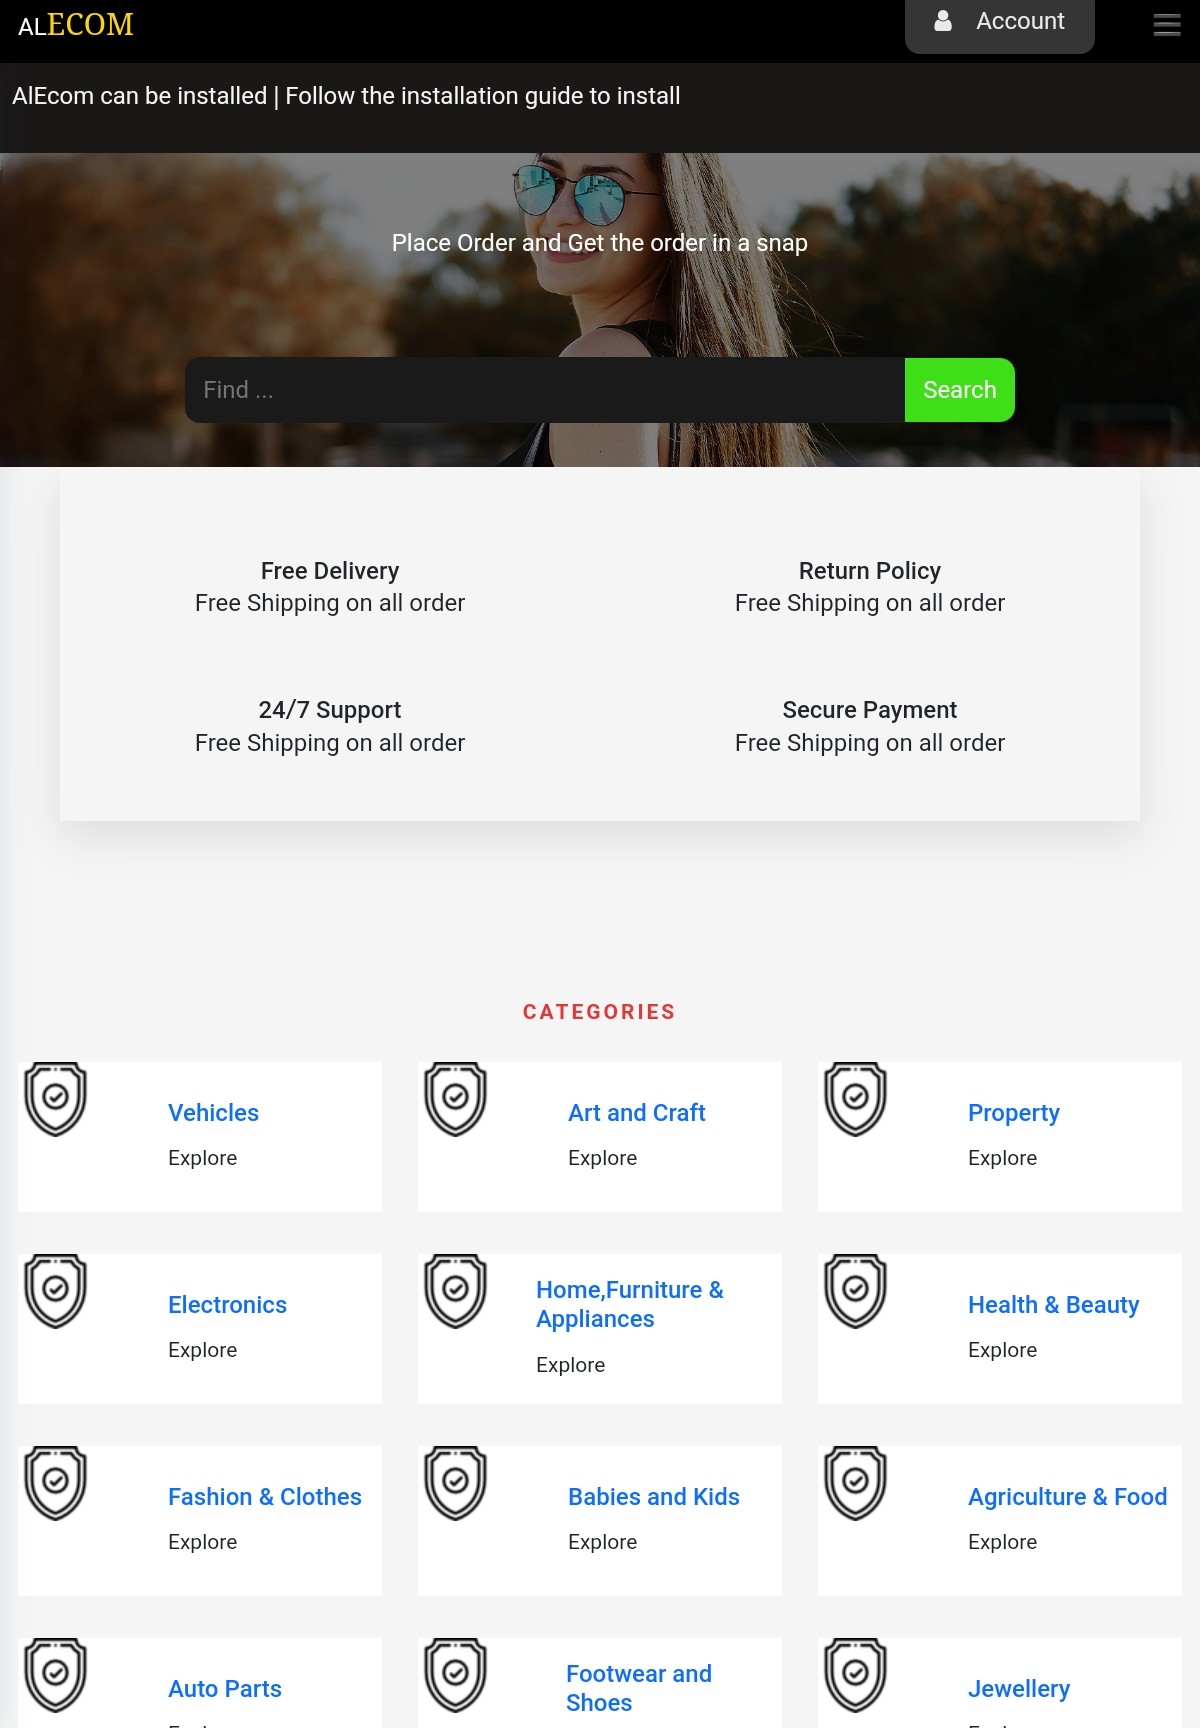 ALECOM
Account
AlEcom can be installed | Follow the installation guide to install
Place Order and Get the order in a snap
Find ...
Search
Free Delivery
Free Shipping on all order
Return Policy
Free Shipping on all order
24/7 Support
Free Shipping on all order
Secure Payment
Free Shipping on all order
CATEGORIES
Vehicles
Explore
Art and Craft
Explore
Property
Explore
Electronics
Explore
Home,Furniture &
Appliances
Explore
Health & Beauty
Explore
Fashion & Clothes
Explore
Babies and Kids
Explore
Agriculture & Food
Explore
Auto Parts
Footwear and
Shoes
Jewellery